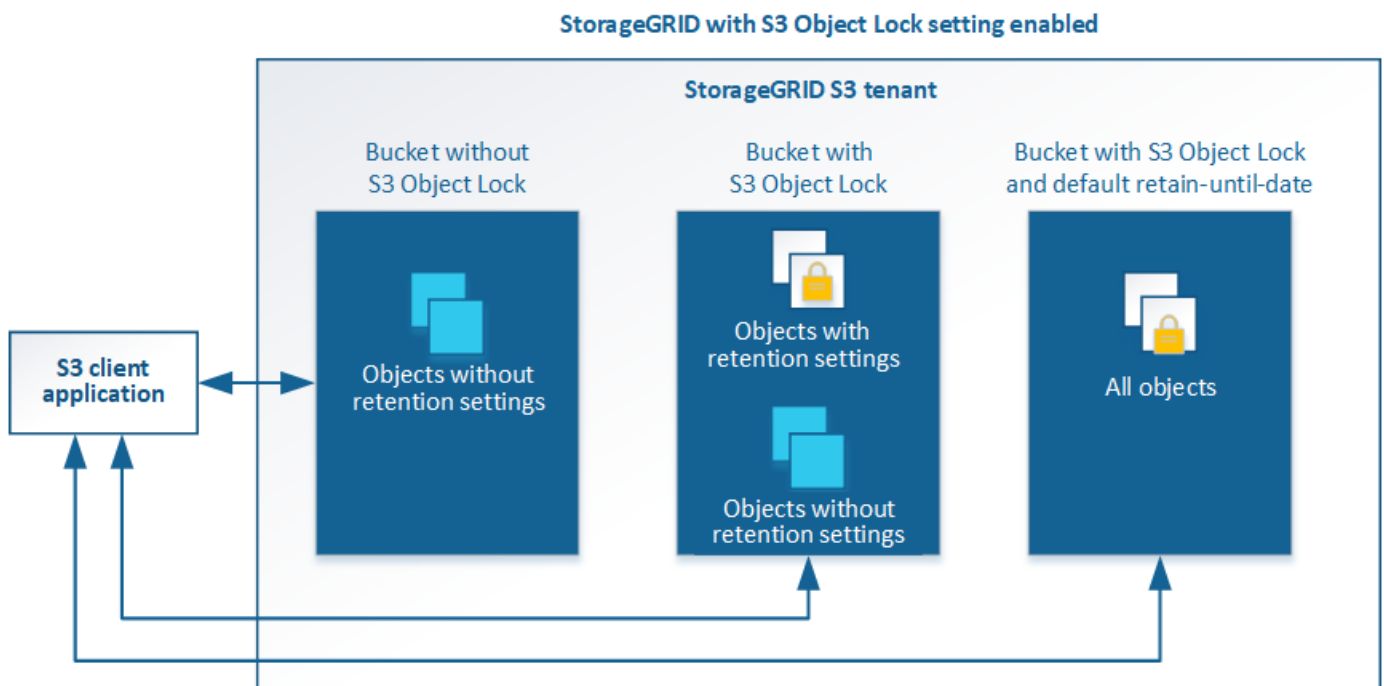 StorageGRID with S3 Object Lock setting enabled
StorageGRID S3 tenant
Bucket without
S3 Object Lock
Objects without
retention settings
Bucket with
S3 Object Lock
Objects with
retention settings
Objects without
retention settings
Bucket with S3 Object Lock
and default retain-until-date
All objects
S3 client
application